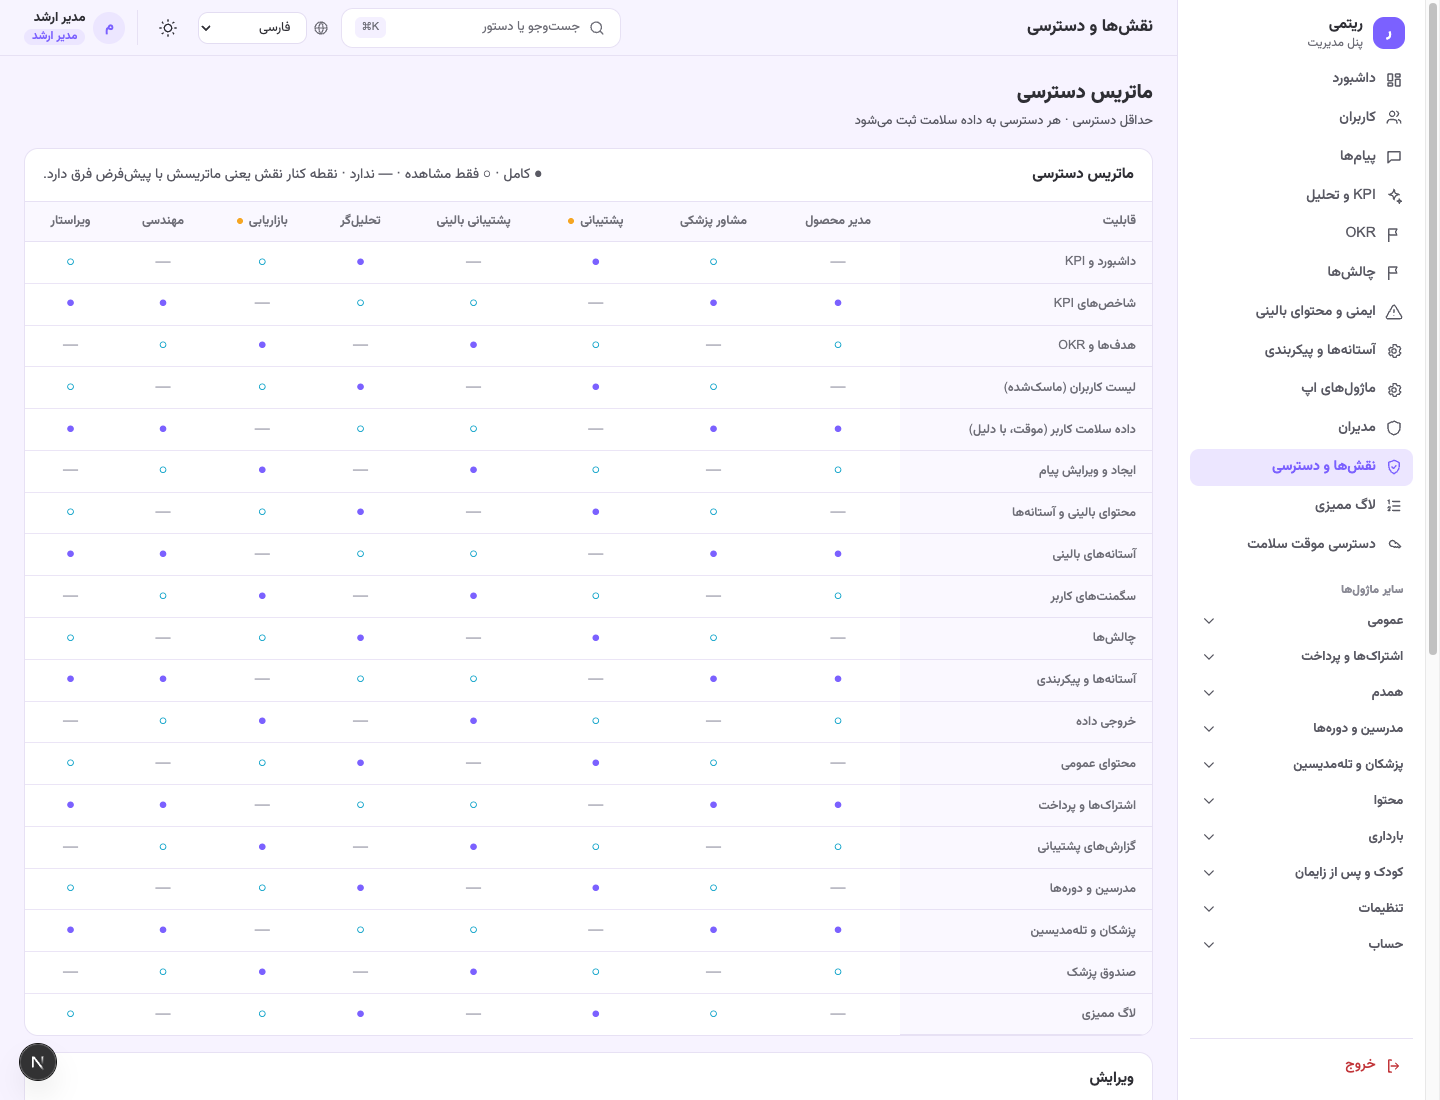 ر
ریتمی
پنل مدیریت
داشبورد
کاربران
پیام‌ها
KPI و تحلیل
OKR
چالش‌ها
ایمنی و محتوای بالینی
آستانه‌ها و پیکربندی
ماژول‌های اپ
مدیران
نقش‌ها و دسترسی
لاگ ممیزی
دسترسی موقت سلامت
سایر ماژول‌ها
عمومی
اشتراک‌ها و پرداخت
همدم
مدرسین و دوره‌ها
پزشکان و تله‌مدیسین
محتوا
بارداری
کودک و پس از زایمان
تنظیمات
حساب
خروج
نقش‌ها و دسترسی
جست‌وجو یا دستور ⌘K
فارسی
م
مدیر ارشد
مدیر ارشد
ماتریس دسترسی
حداقل دسترسی · هر دسترسی به داده سلامت ثبت می‌شود
ماتریس دسترسی
● کامل · ○ فقط مشاهده · — ندارد · نقطه کنار نقش یعنی ماتریسش با پیش‌فرض فرق دارد.
قابلیت مدیر محصول مشاور پزشکی پشتیبانی ● پشتیبانی بالینی تحلیل‌گر بازاریابی ● مهندسی ویراستار
داشبورد و KPI — ○ ● — ● ○ — ○
شاخص‌های KPI ● ● — ○ ○ — ● ●
هدف‌ها و OKR ○ — ○ ● — ● ○ —
لیست کاربران (ماسک‌شده) — ○ ● — ● ○ — ○
داده سلامت کاربر (موقت، با دلیل) ● ● — ○ ○ — ● ●
ایجاد و ویرایش پیام ○ — ○ ● — ● ○ —
محتوای بالینی و آستانه‌ها — ○ ● — ● ○ — ○
آستانه‌های بالینی ● ● — ○ ○ — ● ●
سگمنت‌های کاربر ○ — ○ ● — ● ○ —
چالش‌ها — ○ ● — ● ○ — ○
آستانه‌ها و پیکربندی ● ● — ○ ○ — ● ●
خروجی داده ○ — ○ ● — ● ○ —
محتوای عمومی — ○ ● — ● ○ — ○
اشتراک‌ها و پرداخت ● ● — ○ ○ — ● ●
گزارش‌های پشتیبانی ○ — ○ ● — ● ○ —
مدرسین و دوره‌ها — ○ ● — ● ○ — ○
پزشکان و تله‌مدیسین ● ● — ○ ○ — ● ●
صندوق پزشک ○ — ○ ● — ● ○ —
لاگ ممیزی — ○ ● — ● ○ — ○
ویرایش
N